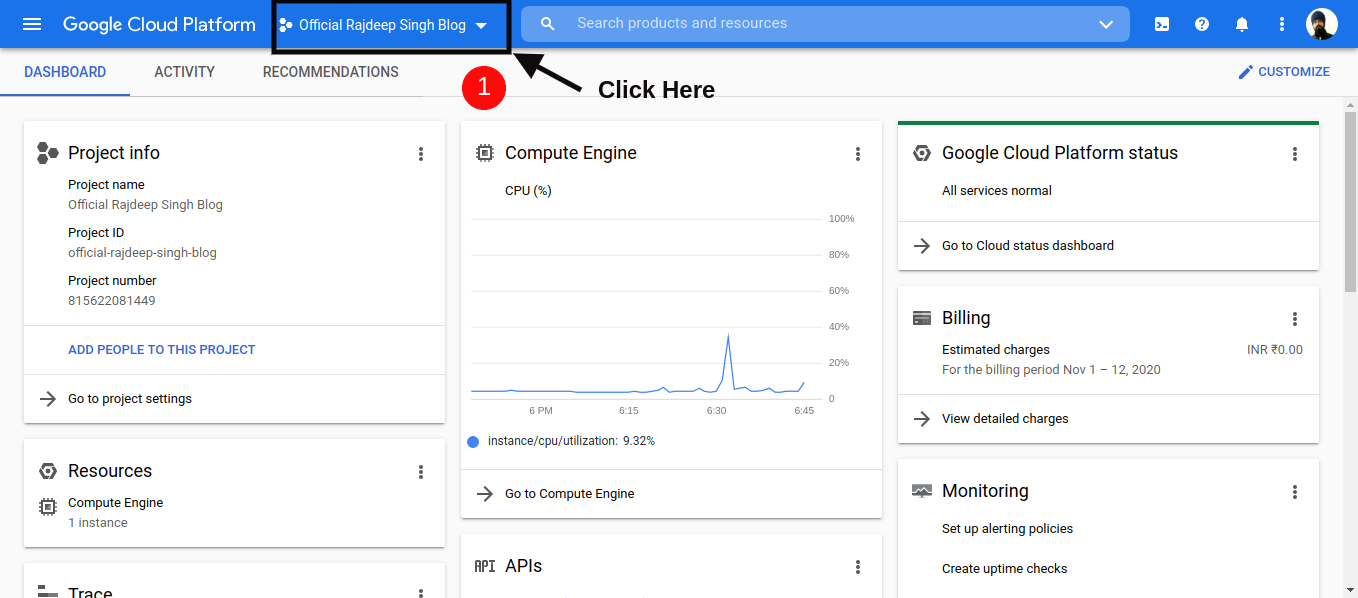 Google Cloud Platform
Official Rajdeep Singh Blog
Search products and resources
DASHBOARD
ACTIVITY
RECOMMENDATIONS
1
Click Here
CUSTOMIZE
Project info
Project name
Official Rajdeep Singh Blog
Project ID
official-rajdeep-singh-blog
Project number
815622081449
ADD PEOPLE TO THIS PROJECT
Go to project settings
Resources
Compute Engine
1 instance
Trace
Compute Engine
CPU (%)
100%
80%
60%
40%
20%
0
6 PM 6:15 6:30 6:45
instance/cpu/utilization: 9.32%
Go to Compute Engine
API APIs
Google Cloud Platform status
All services normal
Go to Cloud status dashboard
Billing
Estimated charges INR ₹0.00
For the billing period Nov 1 – 12, 2020
View detailed charges
Monitoring
Set up alerting policies
Create uptime checks